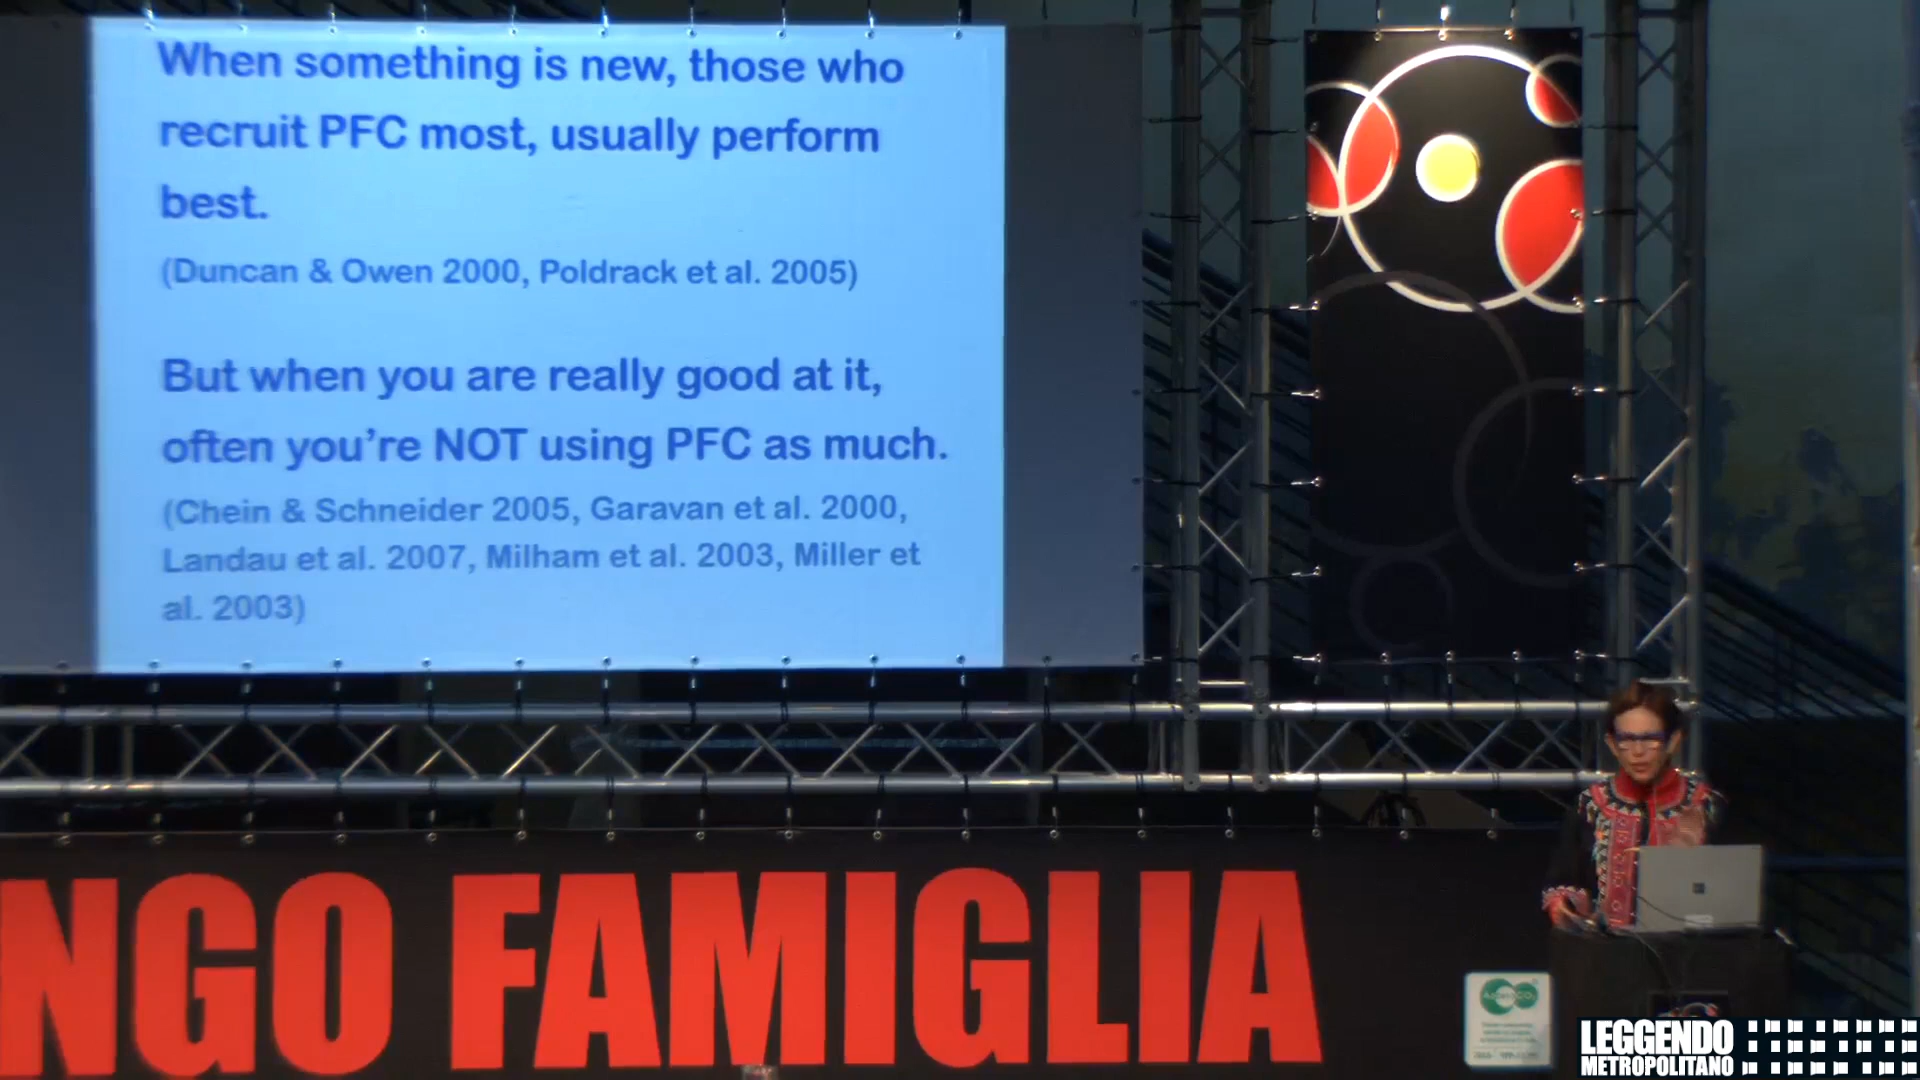 When something is new, those who
recruit PFC most, usually perform
best.
(Duncan & Owen 2000, Poldrack et al. 2005)
But when you are really good at it,
often you're NOT using PFC as much.
(Chein & Schneider 2005, Garavan et al. 2000,
Landau et al. 2007, Milham et al. 2003, Miller et
al. 2003)
NGO FAMIGLIA
LEGGENDO
METROPOLITANO